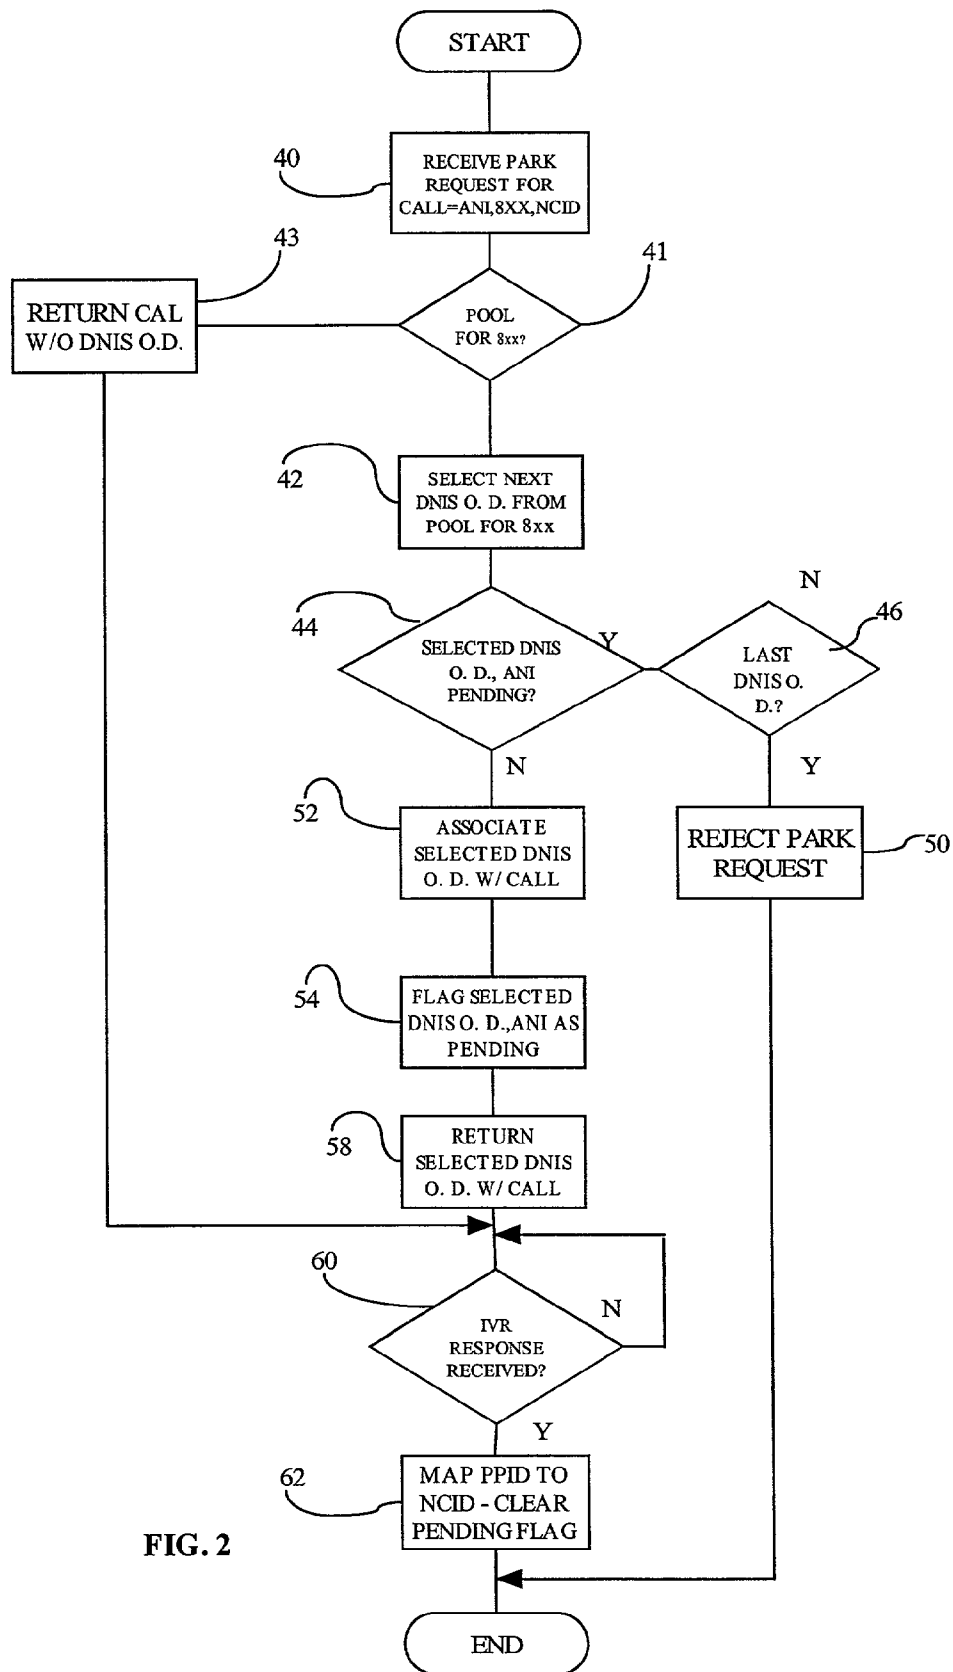 START
40
RECEIVE PARK
REQUEST FOR
CALL=ANI,8XX,NCID
43
41
RETURN CAL
W/O DNIS O.D.
POOL
FOR 8xx?
42
SELECT NEXT
DNIS O. D. FROM
POOL FOR 8xx
N
44
46
Y
SELECTED DNIS
O. D., ANI
PENDING?
LAST
DNIS O.
D.?
N
Y
52
ASSOCIATE
SELECTED DNIS
O. D. W/ CALL
REJECT PARK
REQUEST
50
54
FLAG SELECTED
DNIS O. D.,ANI AS
PENDING
58
RETURN
SELECTED DNIS
O. D. W/ CALL
60
N
IVR
RESPONSE
RECEIVED?
Y
62
MAP PPID TO
NCID - CLEAR
PENDING FLAG
FIG. 2
END